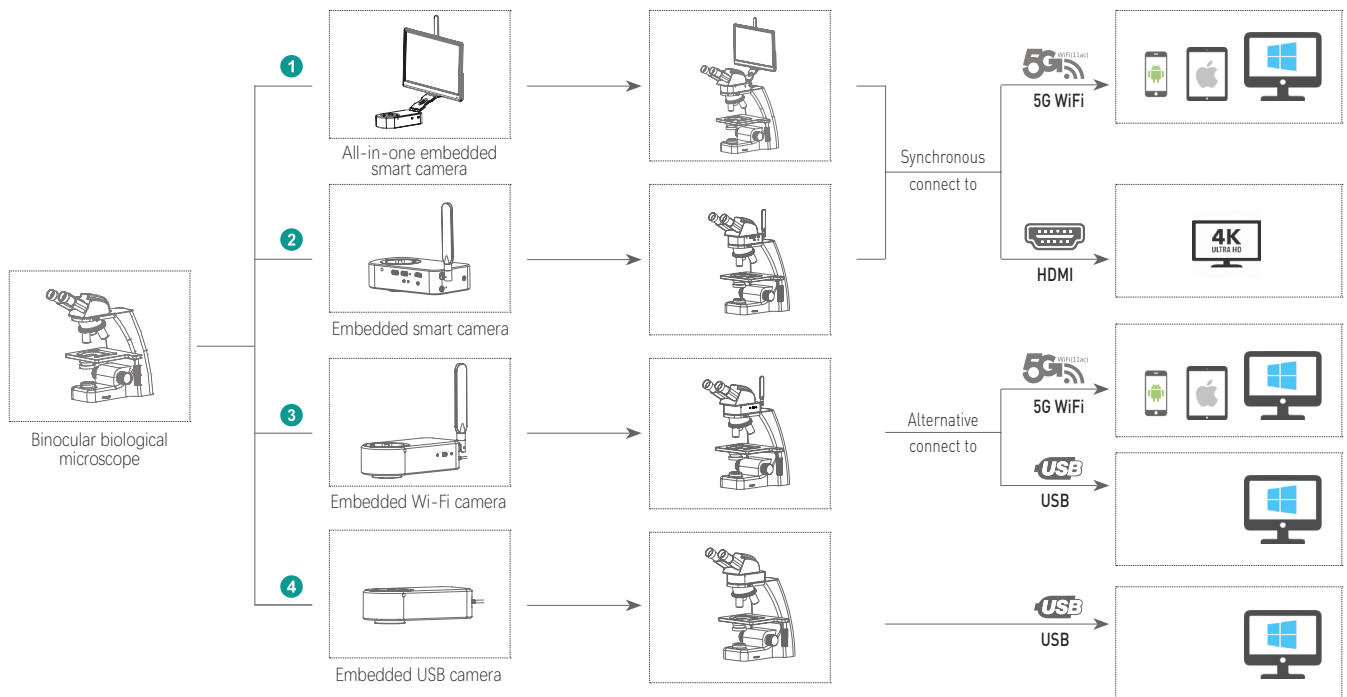 1
All-in-one embedded
smart camera
2
Embedded smart camera
Binocular biological
microscope
3
Embedded Wi-Fi camera
4
Embedded USB camera
Synchronous
connect to
5G WiFi(11ac)
5G WiFi
HDMI
4K
ULTRA HD
Alternative
connect to
5G WiFi(11ac)
5G WiFi
USB
USB
USB
USB